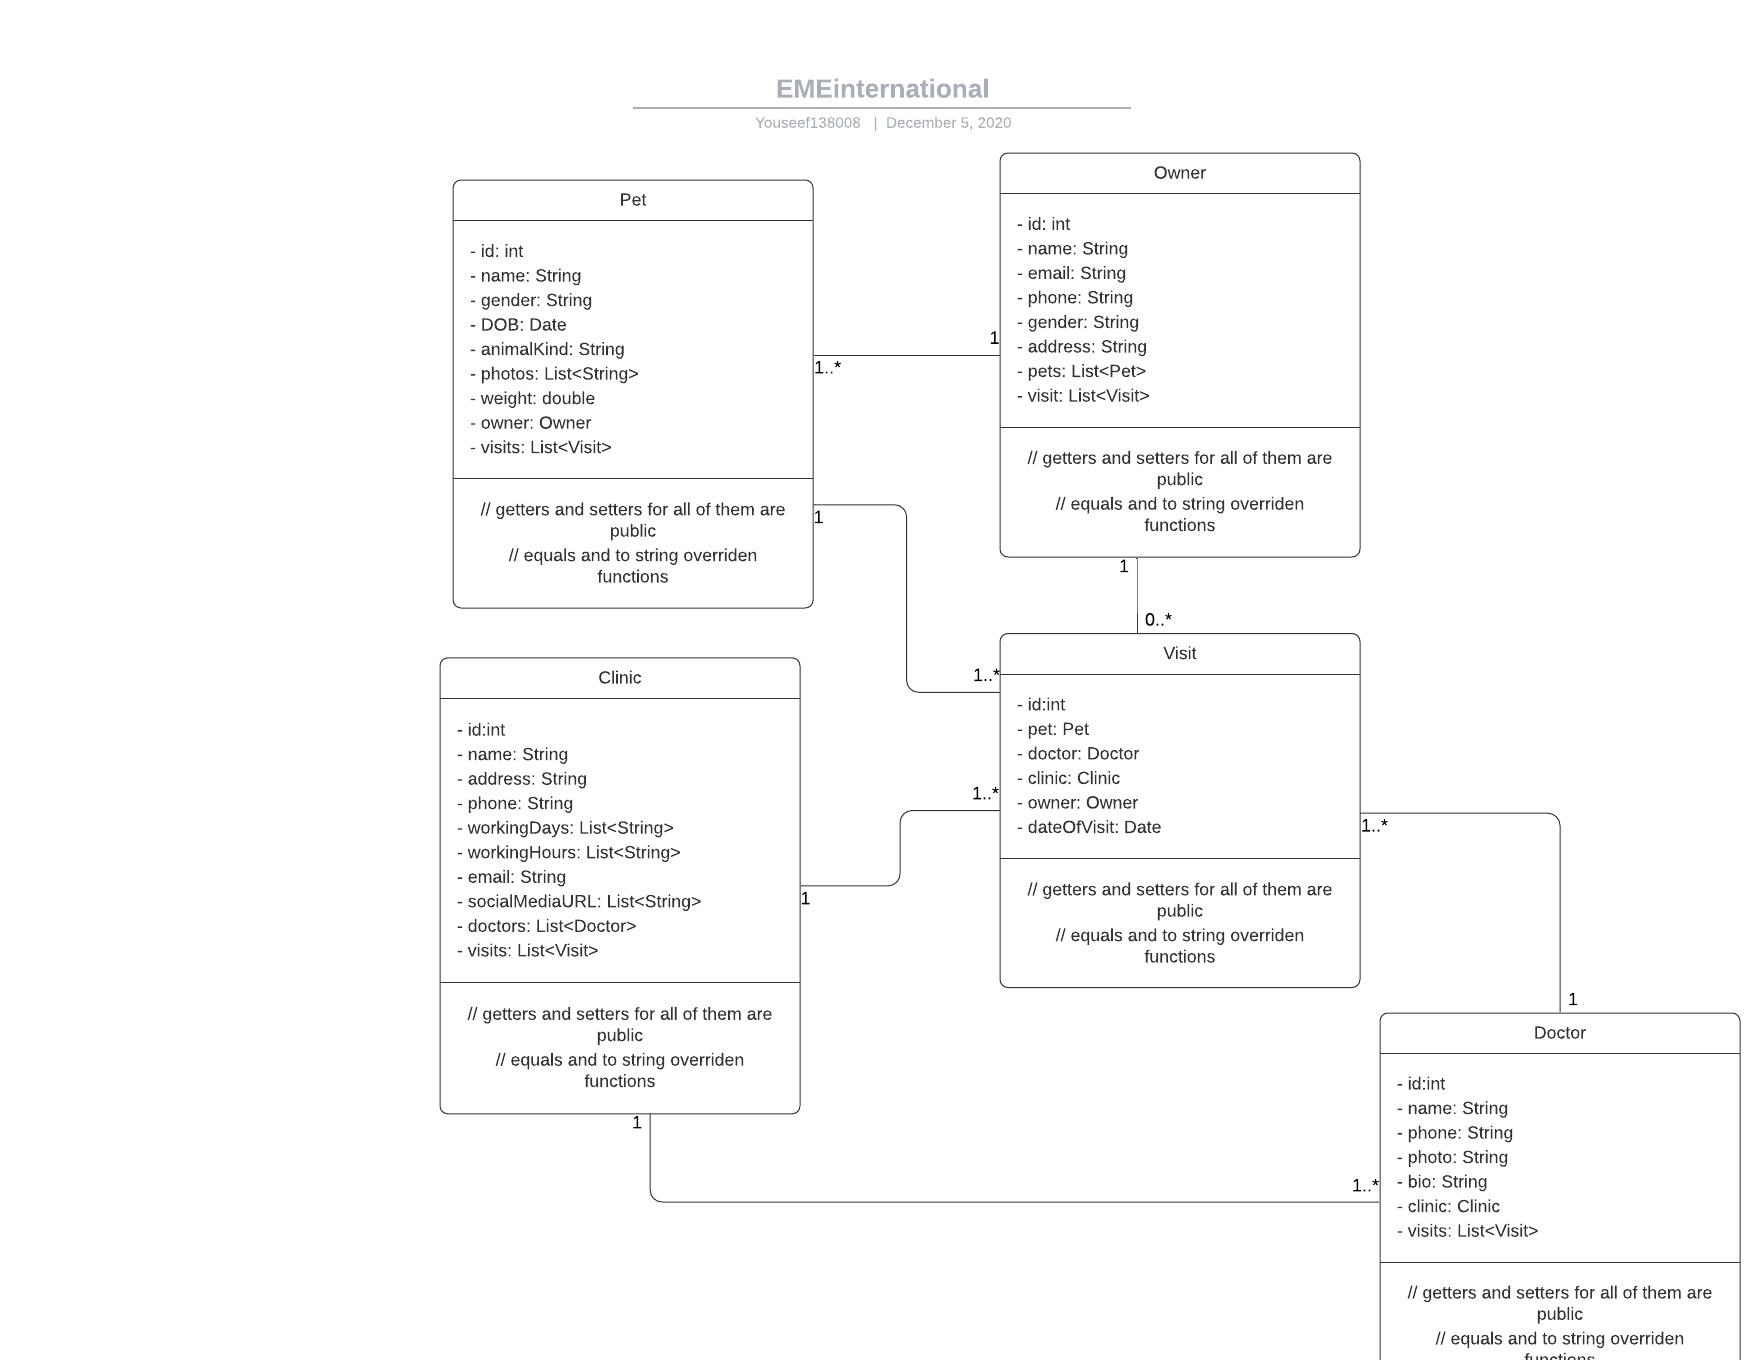 EMEinternational
Youseef138008 | December 5, 2020
Pet
- id: int
- name: String
- gender: String
- DOB: Date
- animalKind: String
- photos: List<String>
- weight: double
- owner: Owner
- visits: List<Visit>
// getters and setters for all of them are
public
// equals and to string overriden
functions
1..*
1
Owner
- id: int
- name: String
- email: String
- phone: String
- gender: String
- address: String
- pets: List<Pet>
- visit: List<Visit>
// getters and setters for all of them are
public
// equals and to string overriden
functions
1
1
0..*
1..*
Visit
- id:int
- pet: Pet
- doctor: Doctor
- clinic: Clinic
- owner: Owner
- dateOfVisit: Date
// getters and setters for all of them are
public
// equals and to string overriden
functions
1..*
1..*
Clinic
- id:int
- name: String
- address: String
- phone: String
- workingDays: List<String>
- workingHours: List<String>
- email: String
- socialMediaURL: List<String>
- doctors: List<Doctor>
- visits: List<Visit>
// getters and setters for all of them are
public
// equals and to string overriden
functions
1
1
1
1..*
Doctor
- id:int
- name: String
- phone: String
- photo: String
- bio: String
- clinic: Clinic
- visits: List<Visit>
// getters and setters for all of them are
public
// equals and to string overriden
functions